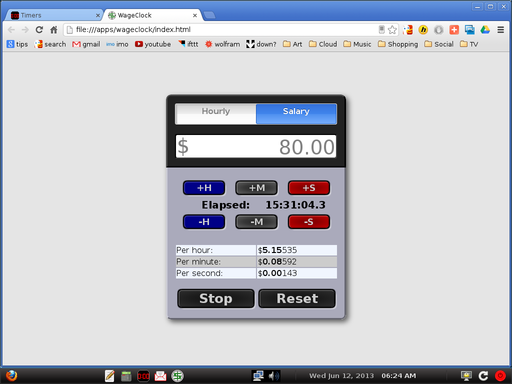 Timers
WageClock
file:///apps/wageclock/index.html
tips search gmail imo youtube ifttt wolfram down? Art Cloud Music Shopping Social TV
Hourly Salary
$ 80.00
+H +M +S
Elapsed: 15:31:04.3
-H -M -S
Per hour: $5.15535
Per minute: $0.08592
Per second: $0.00143
Stop Reset
Wed Jun 12, 2013 06:24 AM